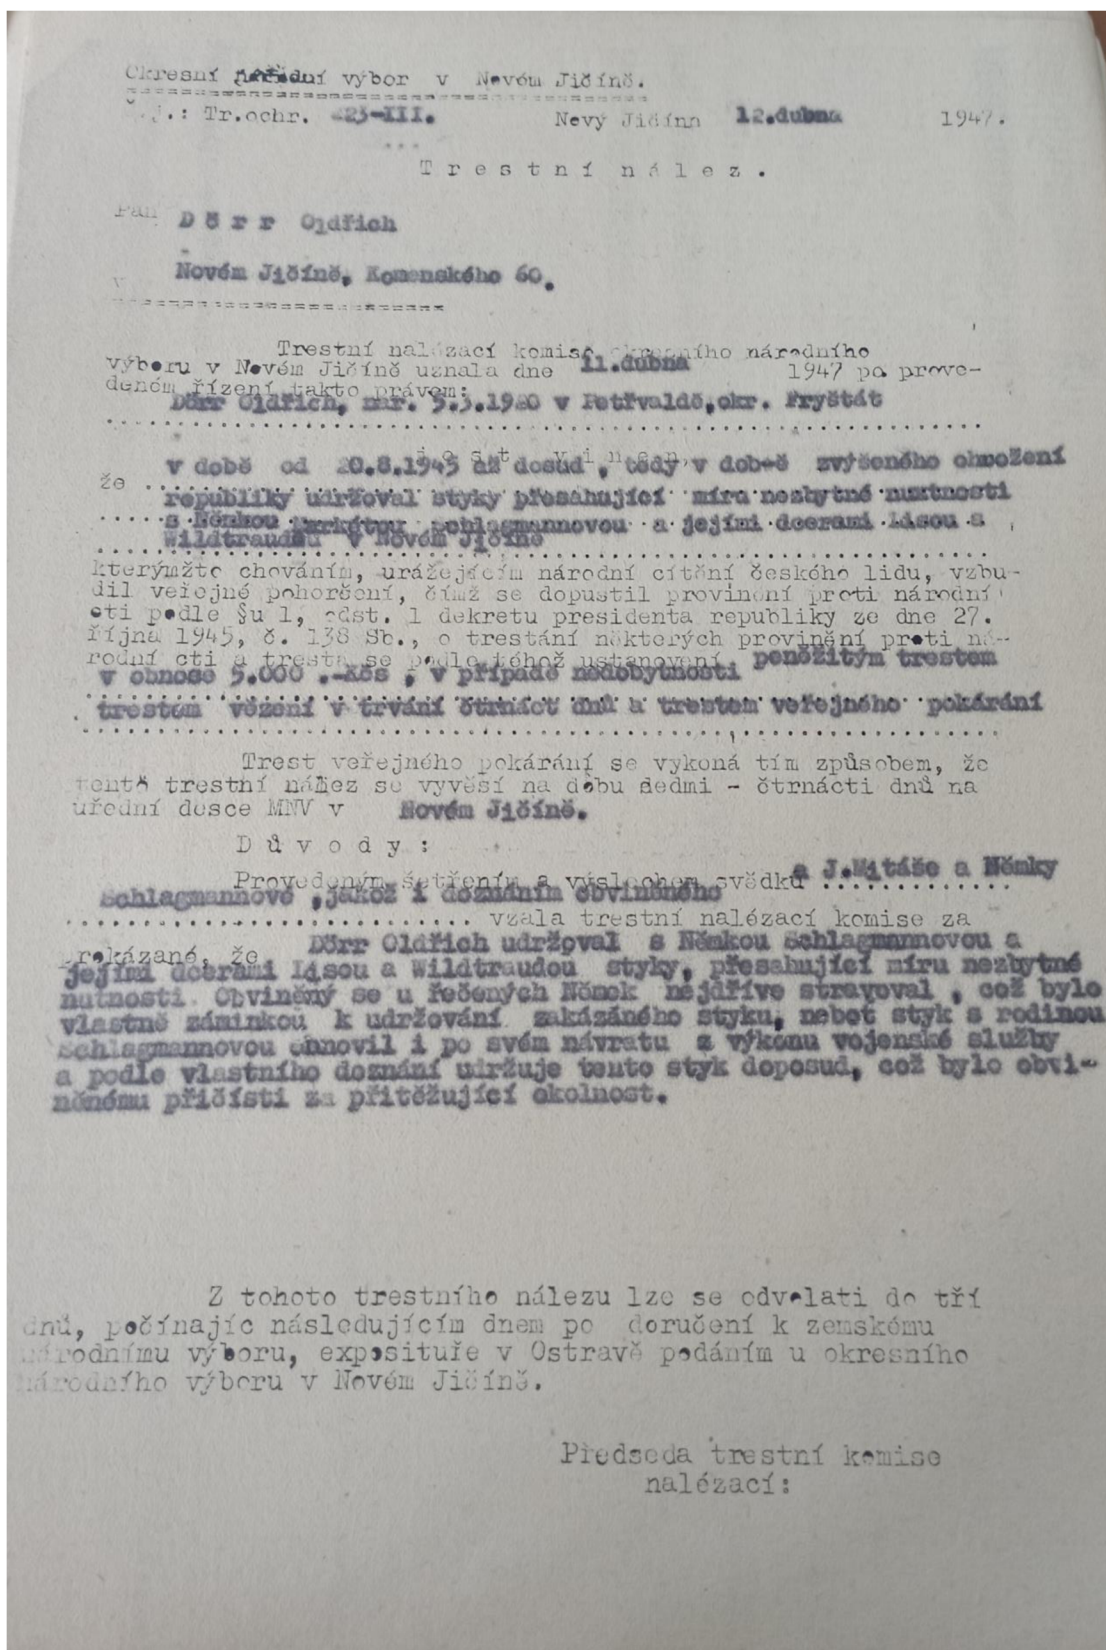 Okresní národní výbor v Novém Jičíně.
Č.j.: Tr.ochr. 223-III. Nový Jičín 12.dubna 1947.
Trestní nález.
Pan Dörr Oldřich
v Novém Jičíně, Komenského 60.
Trestní nalézací komise okresního národního
výboru v Novém Jičíně uznala dne 11.dubna 1947 po prove-
deném řízení takto právem:
Dörr Oldřich, nar. 5.3.1920 v Petřvaldě,okr. Fryštát
jest vinen,
v době od 20.8.1945 až dosud , tedy v době zvýšeného ohrožení
že republiky udržoval styky přesahující míru nezbytné nutnosti
s Němkou Markétou Schlagmannovou a jejími dcerami Lisou a
Wildtraudou v Novém Jičíně
kterýmžto chováním, urážejícím národní cítění českého lidu, vzbu-
dil veřejné pohoršení, čímž se dopustil provinění proti národní
cti podle §u 1, odst. 1 dekretu presidenta republiky ze dne 27.
října 1945, č. 138 Sb., o trestání některých provinění proti ná-
rodní cti a trestá se podle téhož ustanovení peněžitým trestem
v obnose 5.000 .-Kčs , v případě nedobytnosti
trestem vězení v trvání čtrnáct dnů a trestem veřejného pokárání
Trest veřejného pokárání se vykoná tím způsobem, že
tento trestní nález se vyvěsí na dobu sedmi - čtrnácti dnů na
úřední desce MNV v Novém Jičíně.
Důvody:
Provedeným šetřením a výslechem svědků a J.Mitáše a Němky
Schlagmannové ,jakož i doznáním obviněného
vzala trestní nalézací komise za
prokázané, že Dörr Oldřich udržoval s Němkou Schlagmannovou a
jejími dcerami Lisou a Wildtraudou styky, přesahující míru nezbytné
nutnosti. Obviněný se u řečených Němek nejdříve stravoval , což bylo
vlastně záminkou k udržování zakázaného styku, nebot styk s rodinou
Schlagmannovou obnovil i po svém návratu z výkonu vojenské služby
a podle vlastního doznání udržuje tento styk doposud, což bylo obvi-
něnému přičísti za přitěžující okolnost.
Z tohoto trestního nálezu lze se odvolati do tří
dnů, počínajíc následujícím dnem po doručení k zemskému
národnímu výboru, exposituře v Ostravě podáním u okresního
národního výboru v Novém Jičíně.
Předseda trestní komise
nalézací: